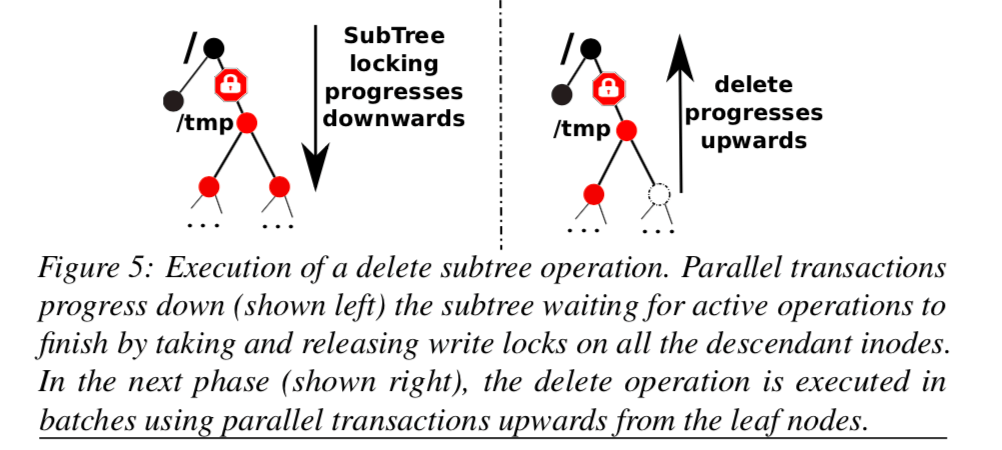 /
SubTree
locking
progresses
downwards
/tmp
...
...
/
delete
progresses
upwards
/tmp
...
...
Figure 5: Execution of a delete subtree operation. Parallel transactions
progress down (shown left) the subtree waiting for active operations to
finish by taking and releasing write locks on all the descendant inodes.
In the next phase (shown right), the delete operation is executed in
batches using parallel transactions upwards from the leaf nodes.